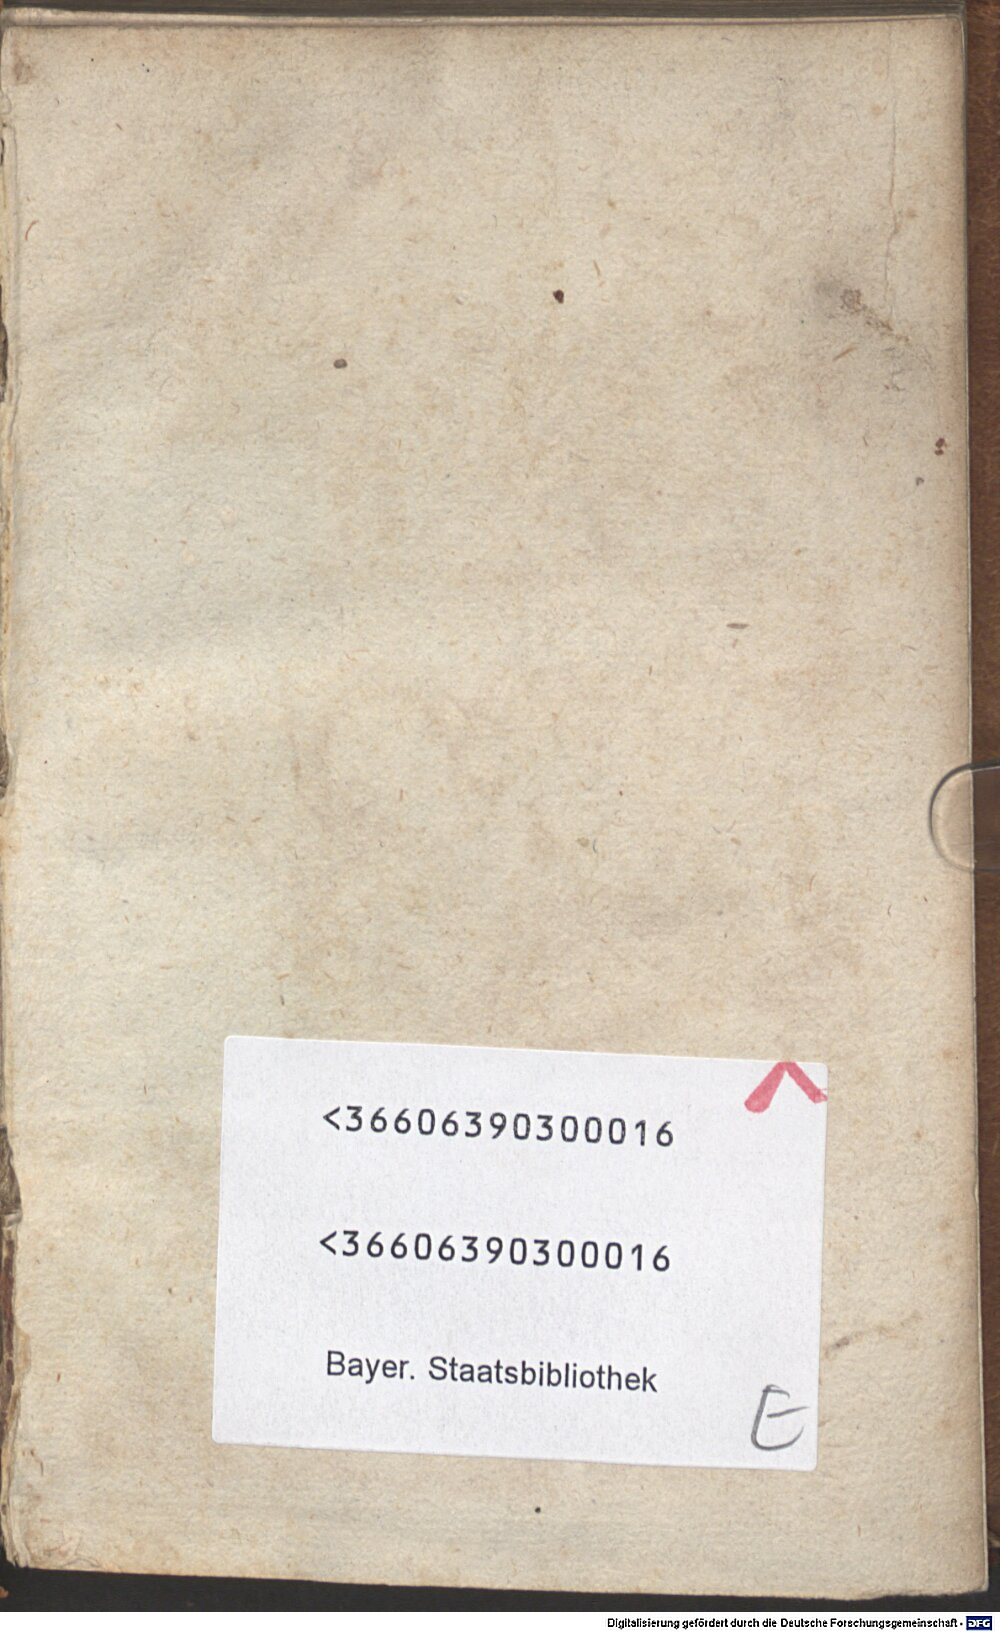 <36606390300016
<36606390300016
Bayer. Staatsbibliothek
E
Digitalisierung gefördert durch die Deutsche Forschungsgemeinschaft - DFG